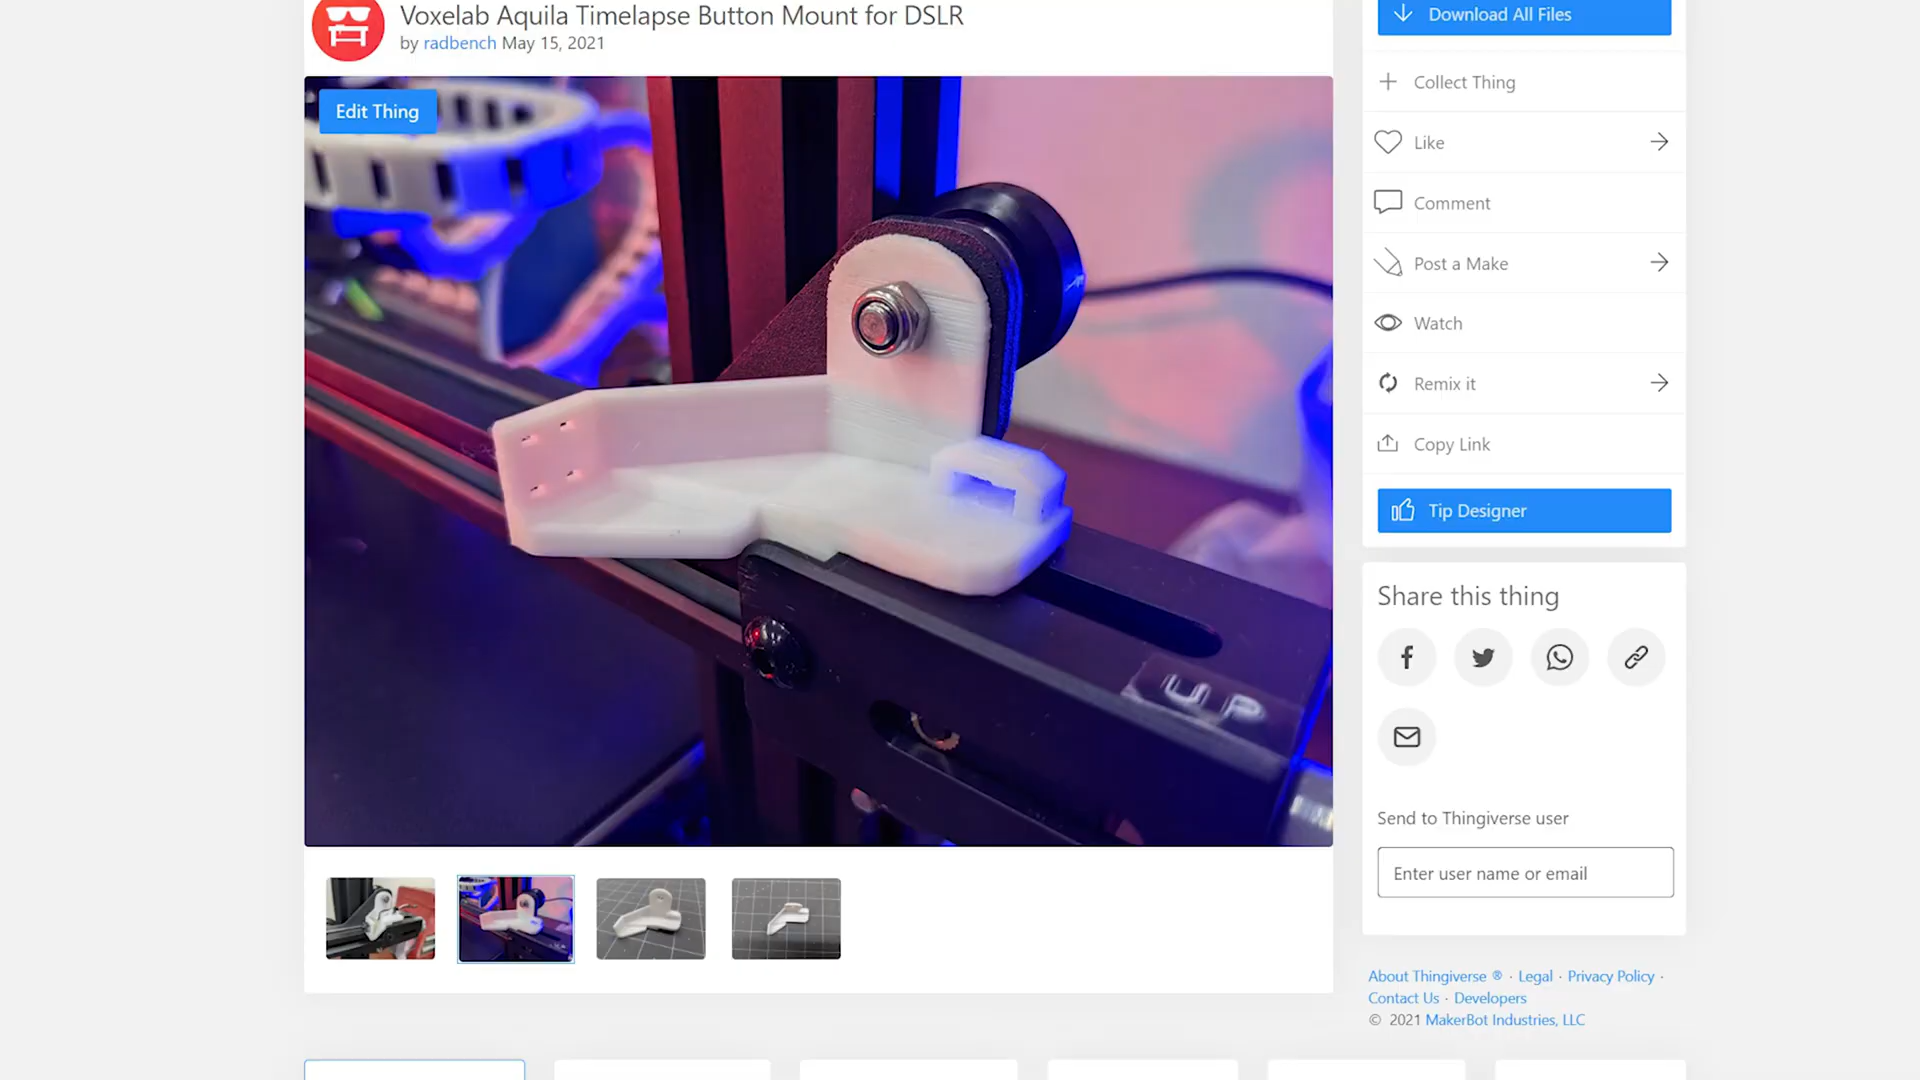 Voxelab Aquila Timelapse Button Mount for DSLR
by radbench May 15, 2021
Edit Thing
UP
Download All Files
Collect Thing
Like
Comment
Post a Make
Watch
Remix it
Copy Link
Tip Designer
Share this thing
Send to Thingiverse user
Enter user name or email
About Thingiverse ® · Legal · Privacy Policy ·
Contact Us · Developers
© 2021 MakerBot Industries, LLC